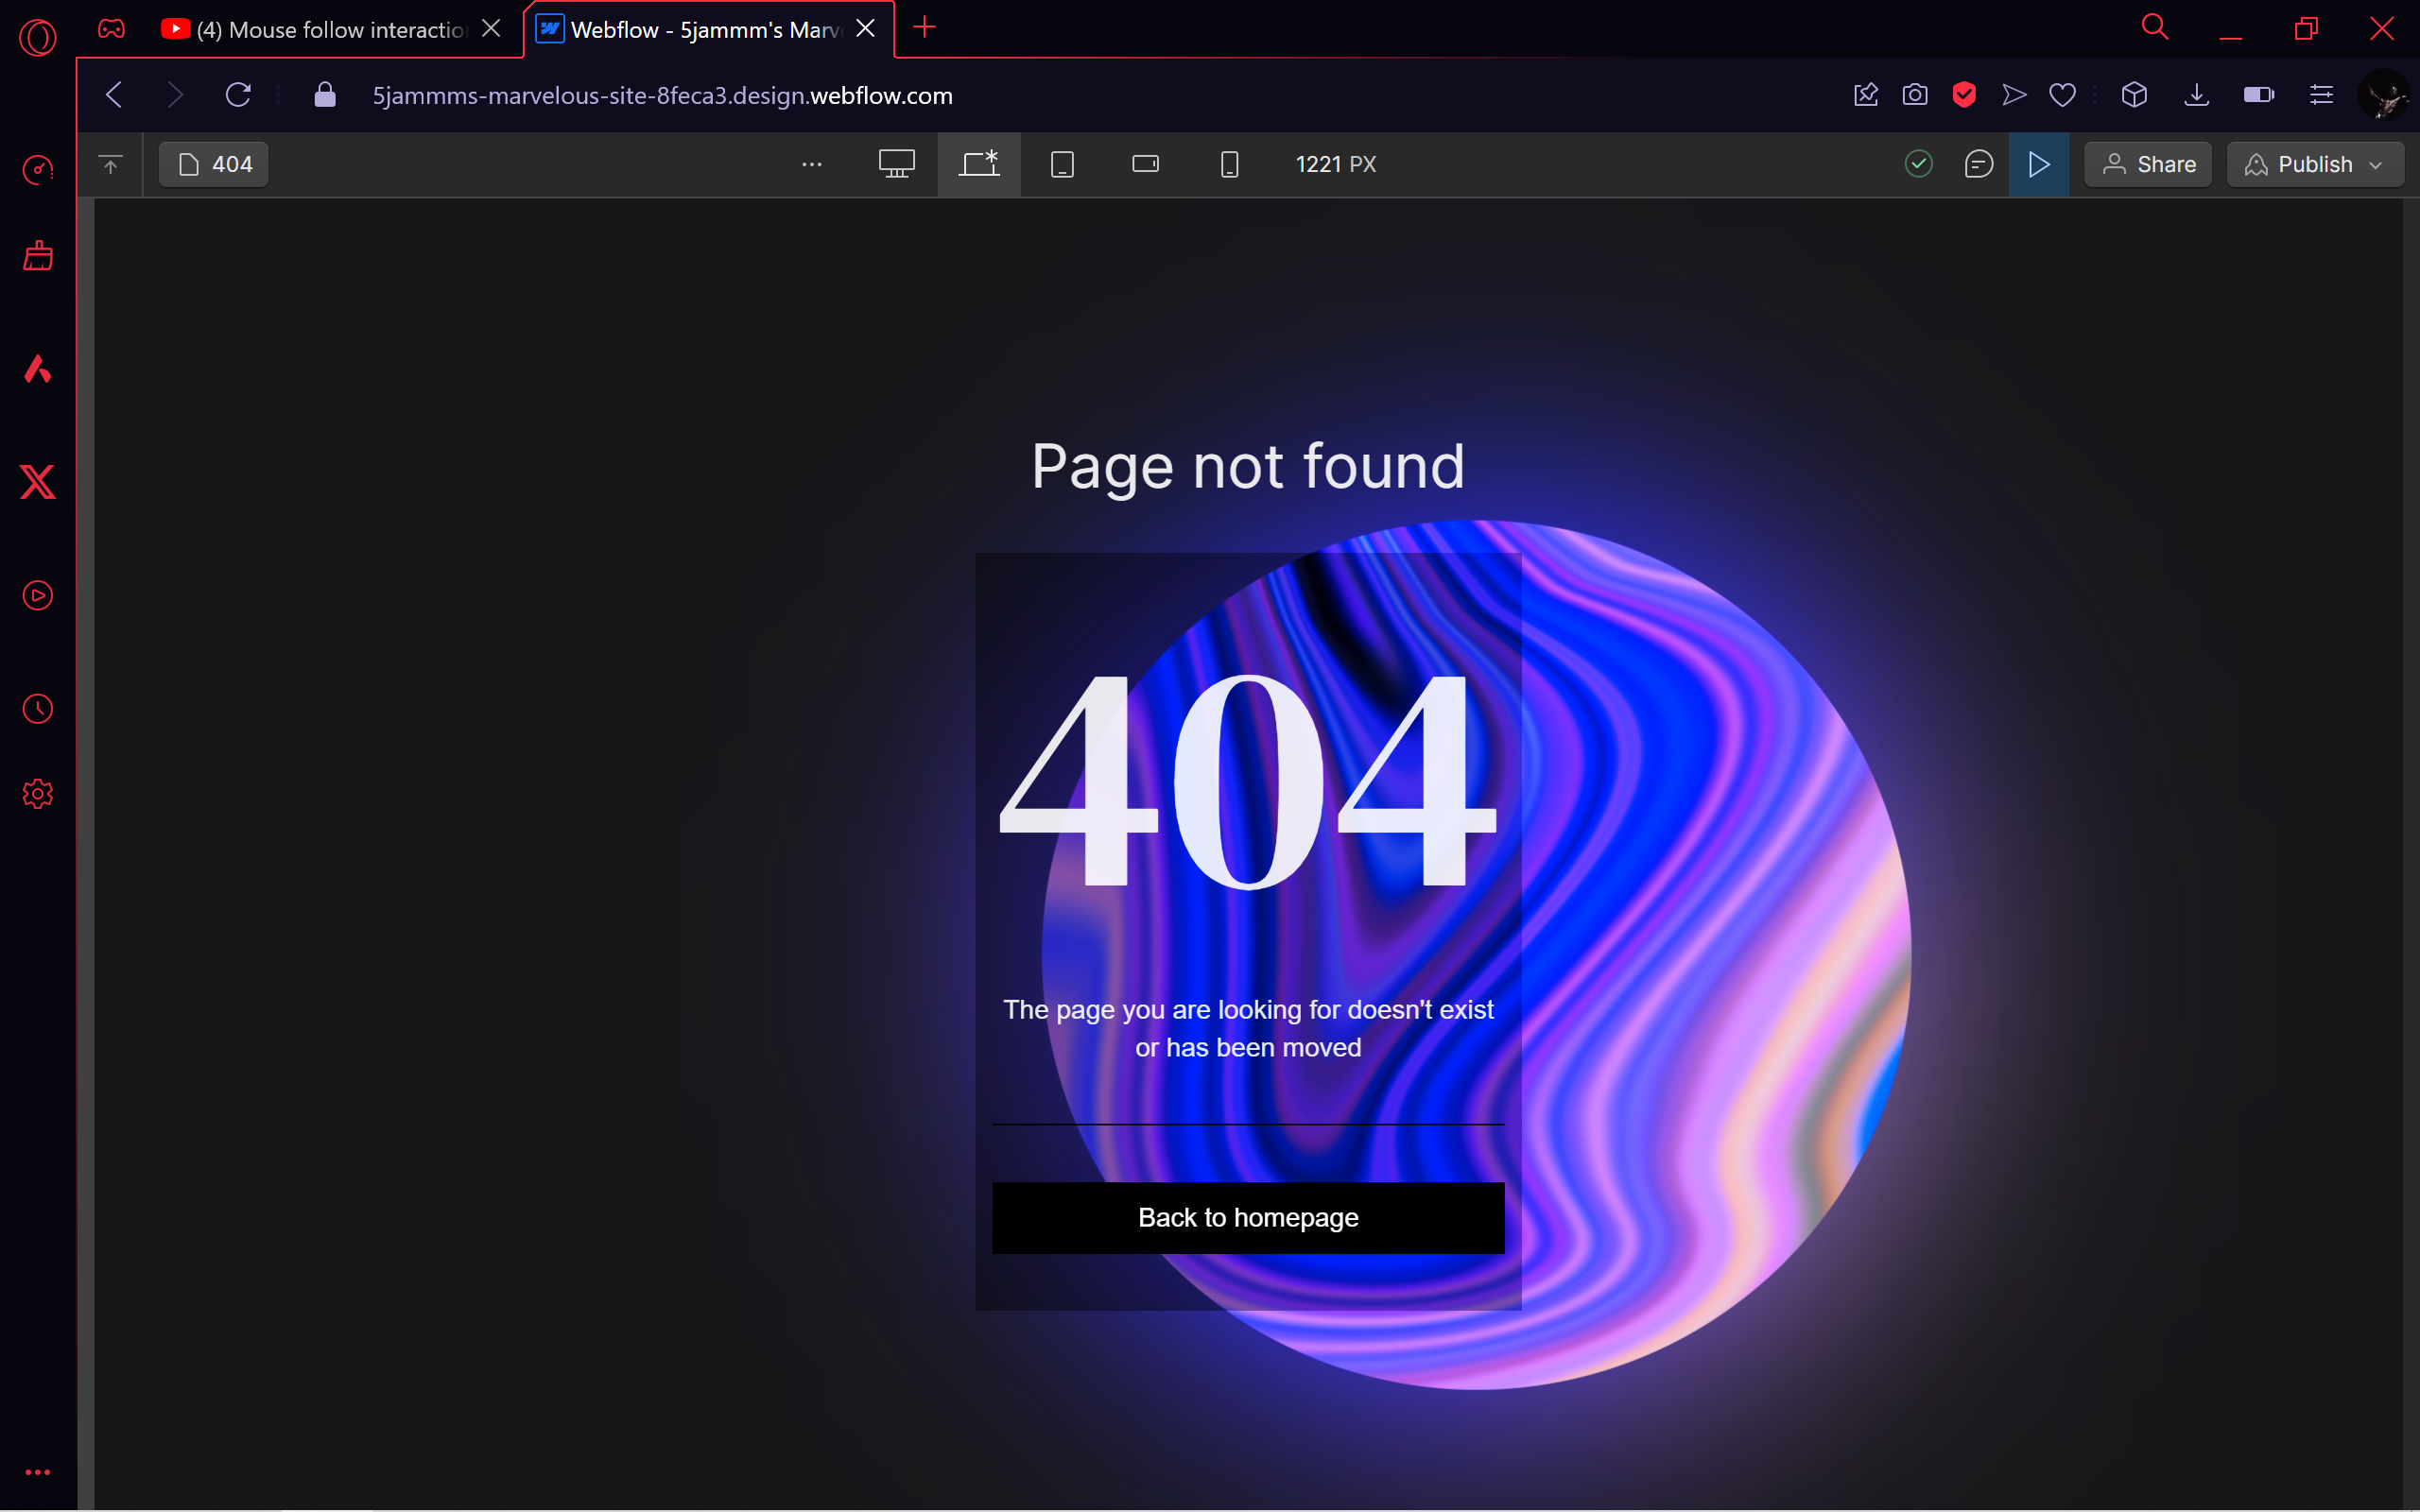 (4) Mouse follow interactio
Webflow - 5jammm's Marv
5jammms-marvelous-site-8feca3.design.webflow.com
404
1221 PX
Share
Publish
Page not found
404
The page you are looking for doesn't exist
or has been moved
Back to homepage